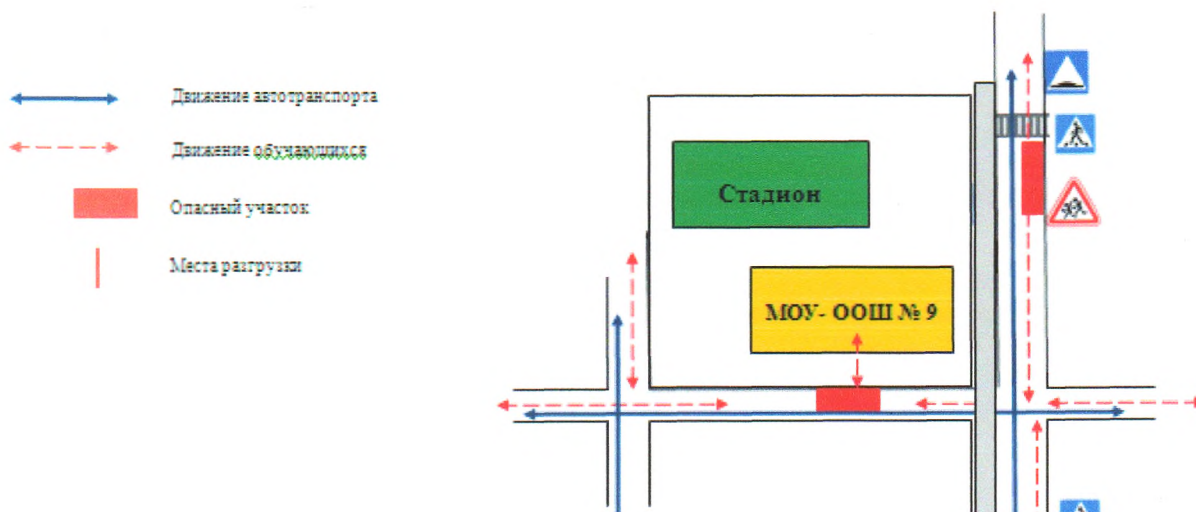 Движение автотранспорта
Движение обучающихся
Опасный участок
Места разгрузки
Стадион
МОУ- ООШ № 9